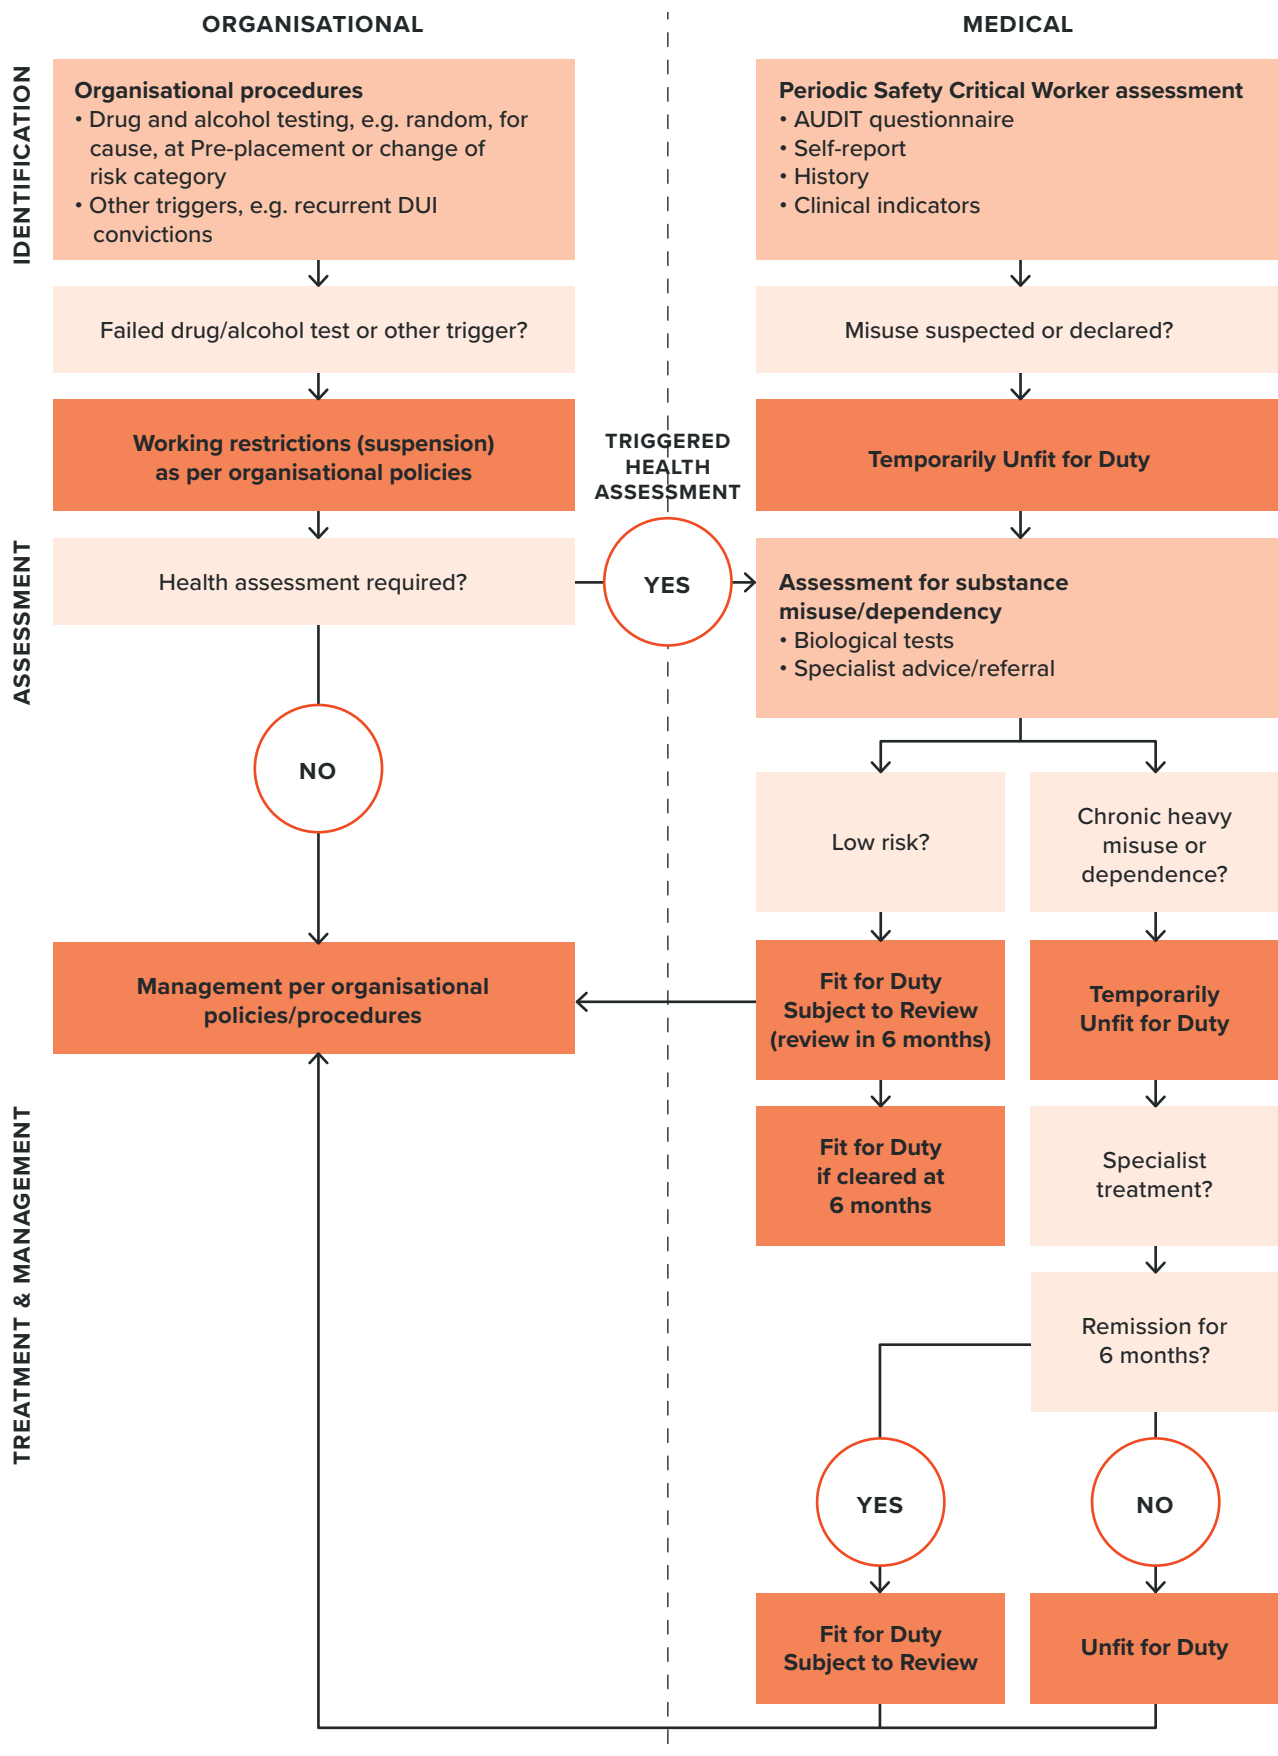 ORGANISATIONAL
MEDICAL
IDENTIFICATION
Organisational procedures
• Drug and alcohol testing, e.g. random, for
cause, at Pre-placement or change of
risk category
• Other triggers, e.g. recurrent DUI
convictions
Periodic Safety Critical Worker assessment
• AUDIT questionnaire
• Self-report
• History
• Clinical indicators
Failed drug/alcohol test or other trigger?
Misuse suspected or declared?
Working restrictions (suspension)
as per organisational policies
TRIGGERED
HEALTH
ASSESSMENT
Temporarily Unfit for Duty
ASSESSMENT
Health assessment required?
YES
Assessment for substance
misuse/dependency
• Biological tests
• Specialist advice/referral
NO
Low risk?
Chronic heavy
misuse or
dependence?
Management per organisational
policies/procedures
Fit for Duty
Subject to Review
(review in 6 months)
Temporarily
Unfit for Duty
TREATMENT & MANAGEMENT
Fit for Duty
if cleared at
6 months
Specialist
treatment?
Remission for
6 months?
YES
NO
Fit for Duty
Subject to Review
Unfit for Duty